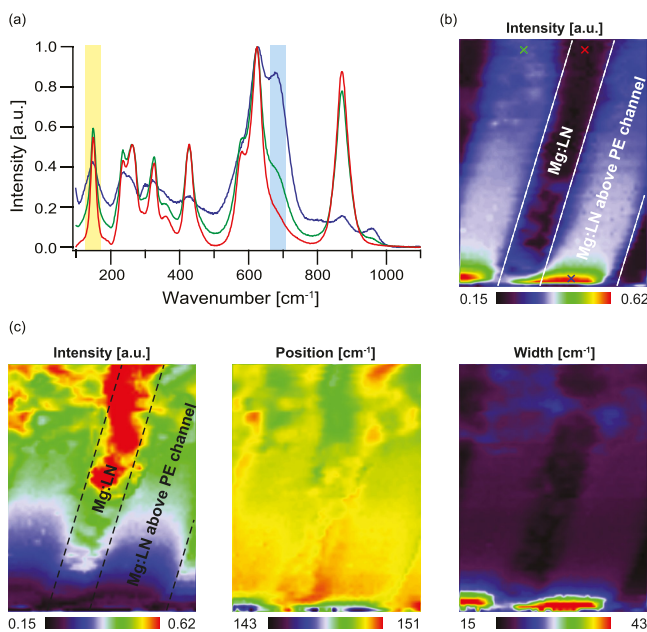 (a)
Intensity [a.u.]
1.0
0.8
0.6
0.4
0.2
0.0
200
400
600
800
1000
Wavenumber [cm-1]
(b)
Intensity [a.u.]
Mg:LN
Mg:LN above PE channel
0.15
0.62
(c)
Intensity [a.u.]
Mg:LN
Mg:LN above PE channel
0.15
0.62
Position [cm-1]
143
151
Width [cm-1]
15
43